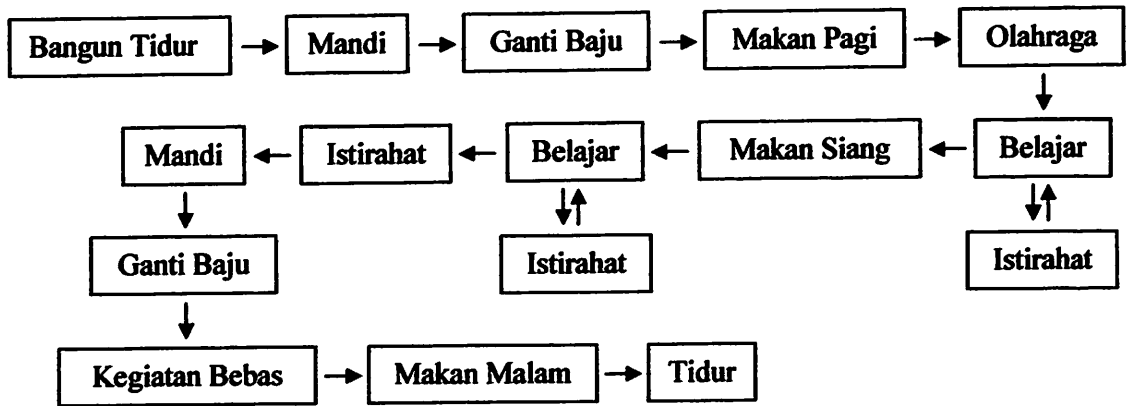 Bangun Tidur Mandi Ganti Baju Makan Pagi Olahraga
Mandi Istirahat Belajar Makan Siang Belajar
Ganti Baju Istirahat Istirahat
Kegiatan Bebas Makan Malam Tidur